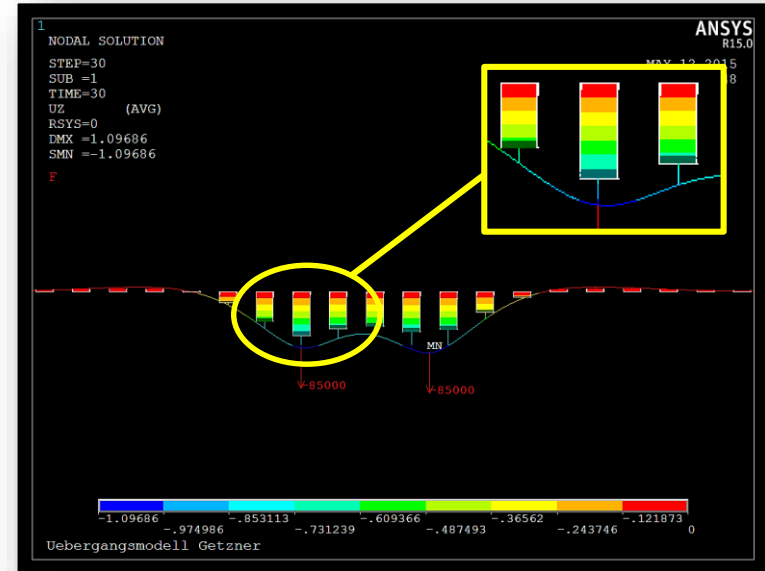 1
ANSYS
R15.0
NODAL SOLUTION
MAY 12 2015
STEP=30
8
SUB =1
TIME=30
UZ (AVG)
RSYS=0
DMX =1.09686
SMN =-1.09686
F
MN
-85000
-85000
-1.09686 -.853113 -.609366 -.36562 -.121873
-.974986 -.731239 -.487493 -.243746 0
Uebergangsmodell Getzner